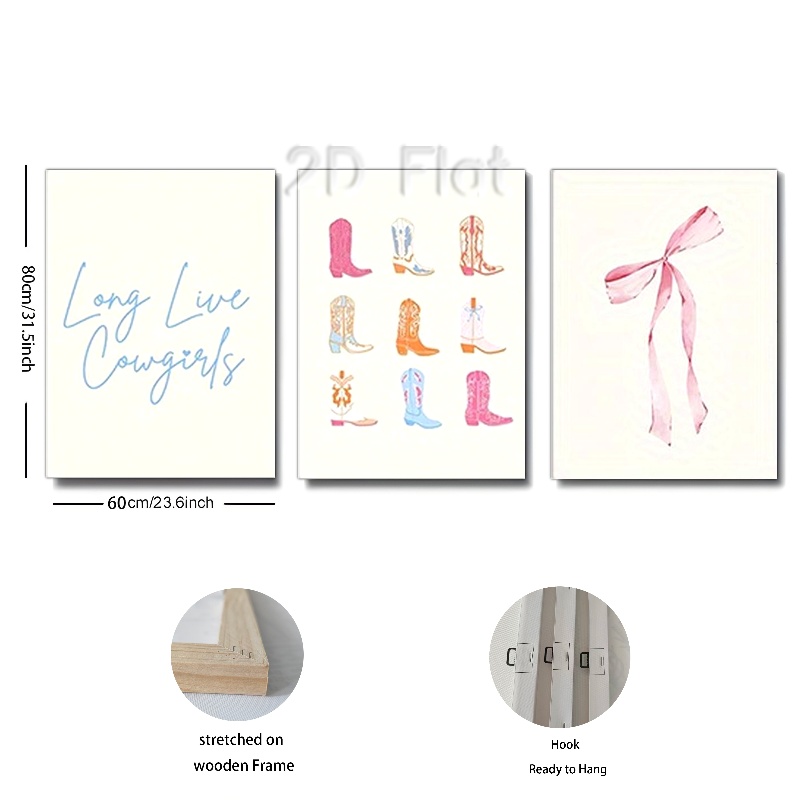 2D Flat
Long Live
Cowgirls
80cm/31.5inch
60cm/23.6inch
stretched on
wooden Frame
Hook
Ready to Hang